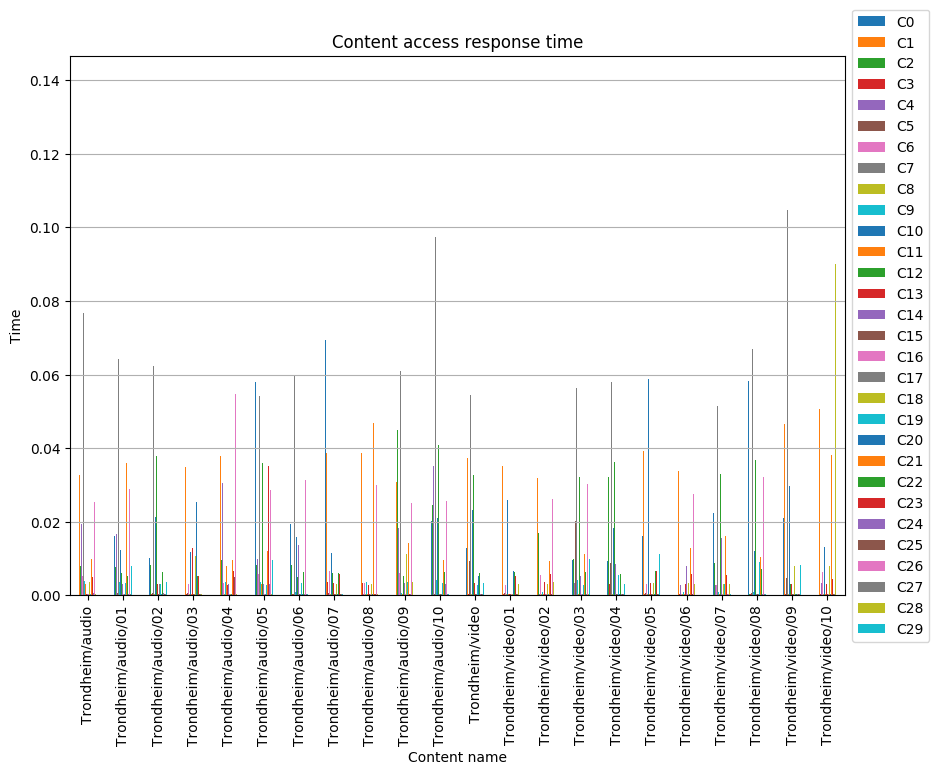 Content access response time
Time
0.14
0.12
0.10
0.08
0.06
0.04
0.02
0.00
Trondheim/audio
Trondheim/audio/01
Trondheim/audio/02
Trondheim/audio/03
Trondheim/audio/04
Trondheim/audio/05
Trondheim/audio/06
Trondheim/audio/07
Trondheim/audio/08
Trondheim/audio/09
Trondheim/audio/10
Trondheim/video
Trondheim/video/01
Trondheim/video/02
Trondheim/video/03
Trondheim/video/04
Trondheim/video/05
Trondheim/video/06
Trondheim/video/07
Trondheim/video/08
Trondheim/video/09
Trondheim/video/10
Content name
C0
C1
C2
C3
C4
C5
C6
C7
C8
C9
C10
C11
C12
C13
C14
C15
C16
C17
C18
C19
C20
C21
C22
C23
C24
C25
C26
C27
C28
C29